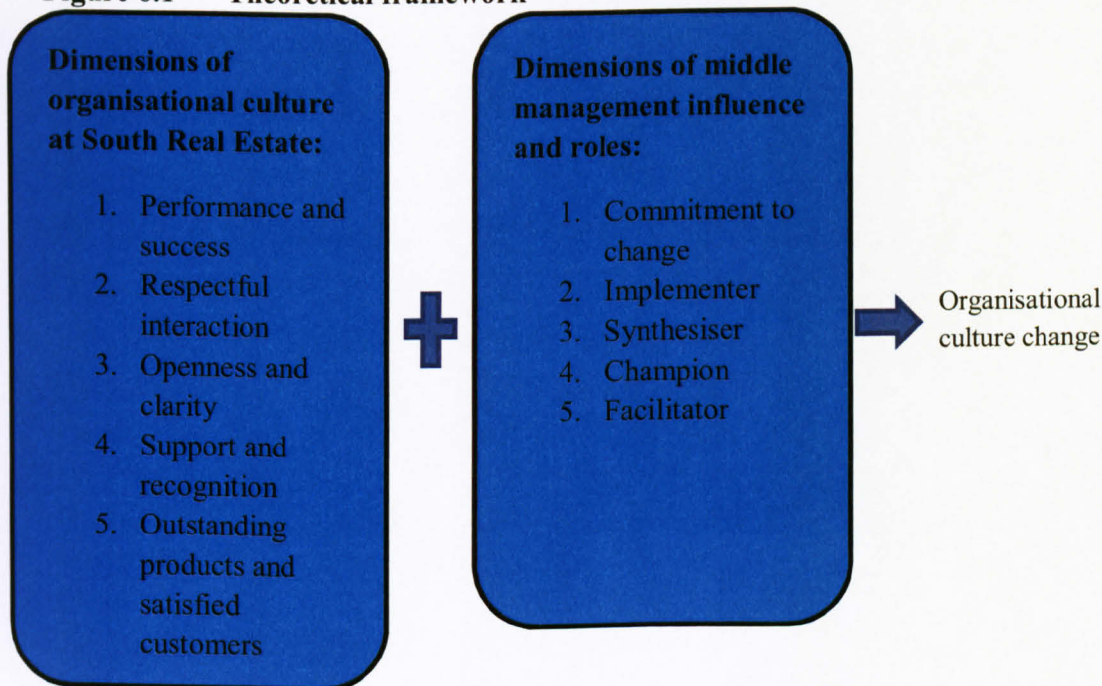 Theoretical framework
Dimensions of
organisational culture
at South Real Estate:
1. Performance and
success
2. Respectful
interaction
3. Openness and
clarity
4. Support and
recognition
5. Outstanding
products and
satisfied
customers
Dimensions of middle
management influence
and roles:
1. Commitment to
change
2. Implementer
3. Synthesiser
4. Champion
5. Facilitator
Organisational
culture change